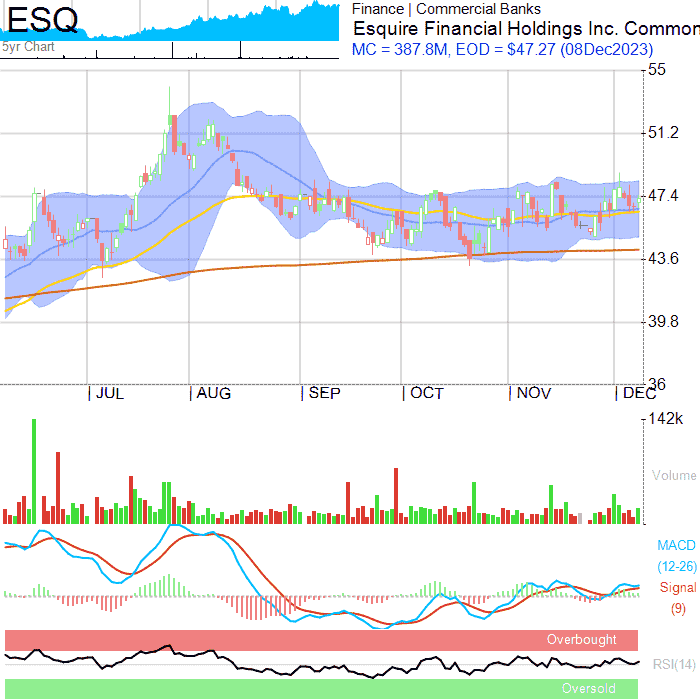 ESQ
5yr Chart
Finance | Commercial Banks
Esquire Financial Holdings Inc. Common
MC = 387.8M, EOD = $47.27 (08Dec2023)
55
51.2
47.4
43.6
39.8
36
JUL AUG SEP OCT NOV DEC
142k
Volume
MACD
(12-26)
Signal
(9)
Overbought
RSI(14)
Oversold